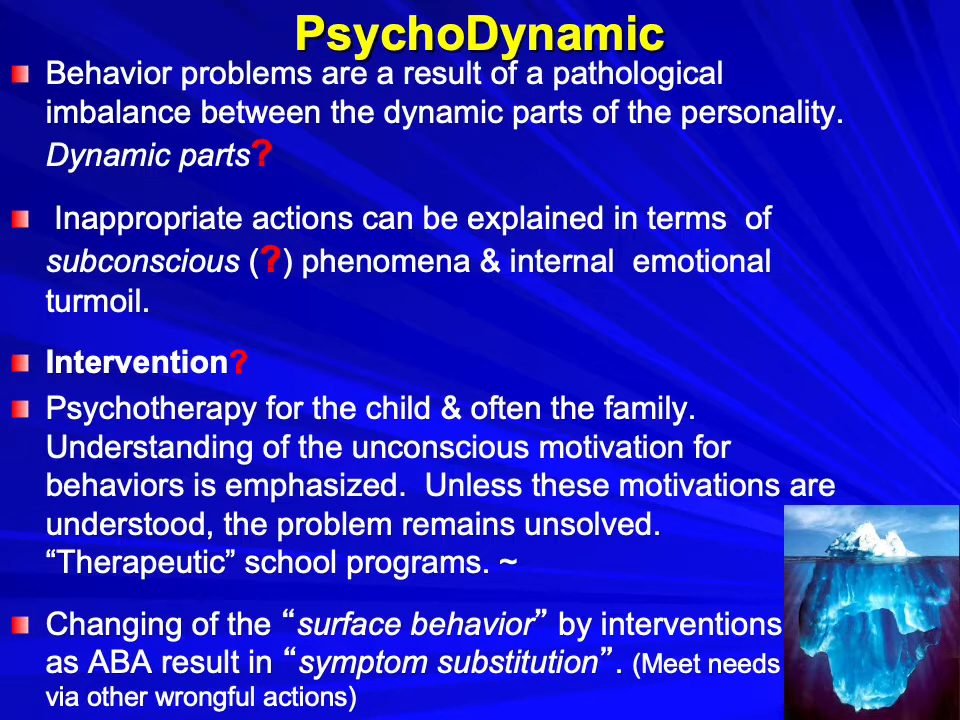 PsychoDynamic
Behavior problems are a result of a pathological
imbalance between the dynamic parts of the personality.
Dynamic parts?
Inappropriate actions can be explained in terms  of
subconscious (?) phenomena & internal  emotional
turmoil.
Intervention?
Psychotherapy for the child & often the family.
Understanding of the unconscious motivation for
behaviors is emphasized.  Unless these motivations are
understood, the problem remains unsolved.
“Therapeutic” school programs. ~
Changing of the “surface behavior” by interventions
as ABA result in “symptom substitution”. (Meet needs
via other wrongful actions)